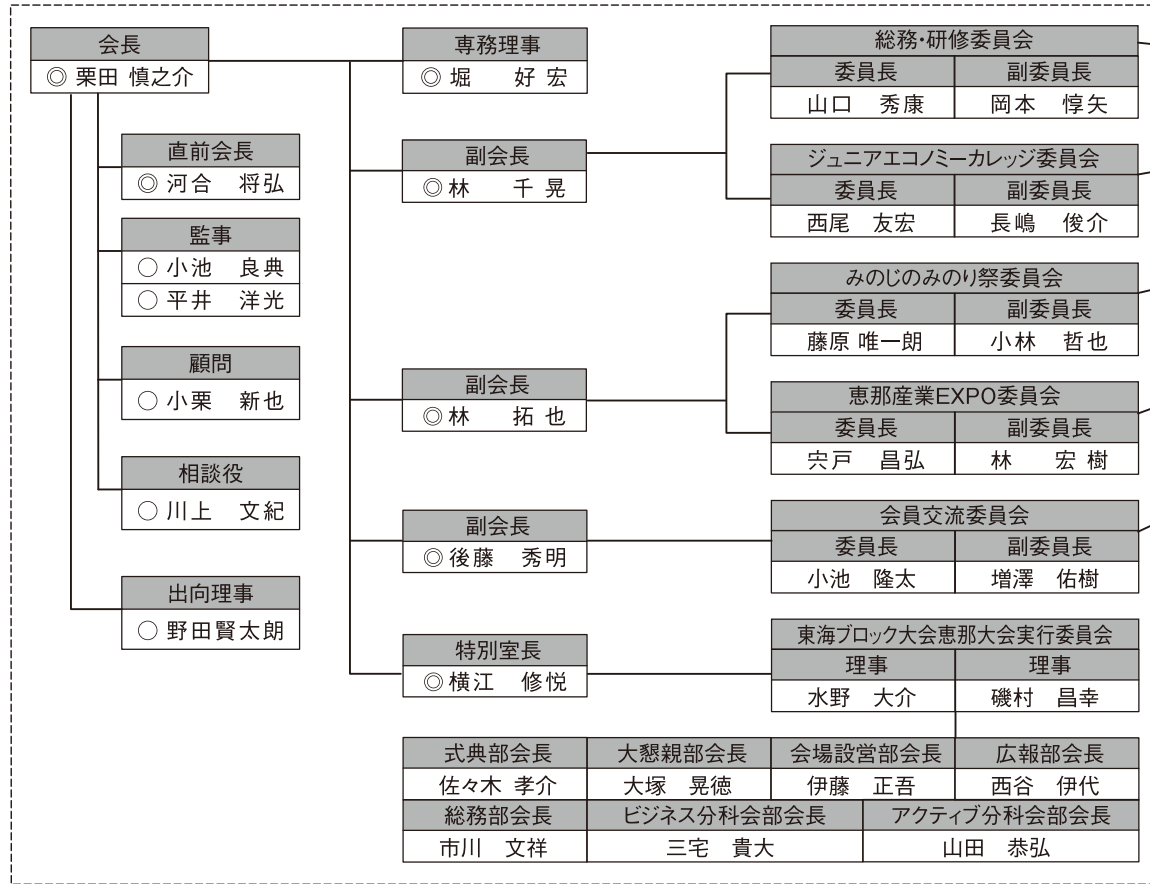 会長
◎ 栗田 慎之介
直前会長
◎ 河合 将弘
監事
○ 小池 良典
○ 平井 洋光
顧問
○ 小栗 新也
相談役
○ 川上 文紀
出向理事
○ 野田賢太朗
専務理事
◎ 堀 好宏
副会長
◎ 林 千晃
総務・研修委員会
委員長 副委員長
山口 秀康 岡本 惇矢
ジュニアエコノミーカレッジ委員会
委員長 副委員長
西尾 友宏 長嶋 俊介
副会長
◎ 林 拓也
みのじのみのり祭委員会
委員長 副委員長
藤原 唯一朗 小林 哲也
恵那産業EXPO委員会
委員長 副委員長
宍戸 昌弘 林 宏樹
副会長
◎ 後藤 秀明
会員交流委員会
委員長 副委員長
小池 隆太 増澤 佑樹
特別室長
◎ 横江 修悦
東海ブロック大会恵那大会実行委員会
理事 理事
水野 大介 磯村 昌幸
式典部会長 大懇親部会長 会場設営部会長 広報部会長
佐々木 孝介 大塚 晃徳 伊藤 正吾 西谷 伊代
総務部会長 ビジネス分科会部会長 アクティブ分科会部会長
市川 文祥 三宅 貴大 山田 恭弘